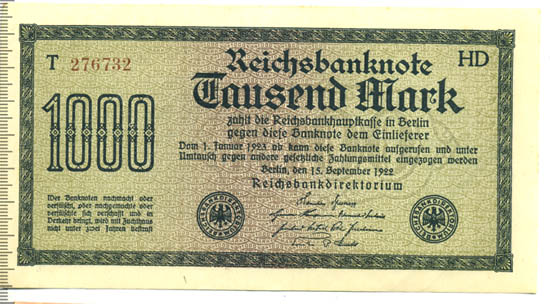 T 276732
Reichsbanknote
HD
1000
Tausend Mark
zahlt die Reichsbankhauptkasse in Berlin
gegen diese Banknote dem Einlieferer
Vom 1. Januar 1923 ab kann diese Banknote aufgerufen und unter
Umtausch gegen andere gesetzliche Zahlungsmittel eingezogen werden
Berlin, den 15. September 1922
Reichsbankdirektorium
Wer Banknoten nachmacht oder
verfälscht, oder nachgemachte oder
verfälschte sich verschafft und in
Verkehr bringt, wird mit Zuchthaus
nicht unter zwei Jahren bestraft